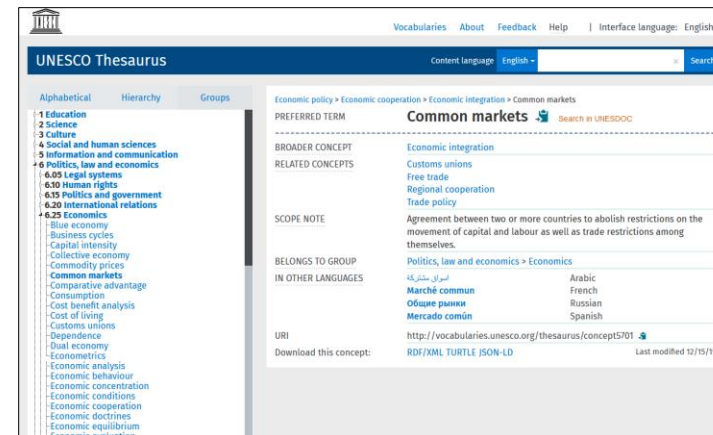 Vocabularies About Feedback Help | Interface language: English
UNESCO Thesaurus
Content language English
× Search
Alphabetical Hierarchy Groups
1 Education
2 Science
3 Culture
4 Social and human sciences
5 Information and communication
6 Politics, law and economics
6.05 Legal systems
6.10 Human rights
6.15 Politics and government
6.20 International relations
6.25 Economics
Blue economy
Business cycles
Capital intensity
Collective economy
Commodity prices
Common markets
Comparative advantage
Consumption
Cost benefit analysis
Cost of living
Customs unions
Dependence
Dual economy
Econometrics
Economic analysis
Economic behaviour
Economic concentration
Economic conditions
Economic cooperation
Economic doctrines
Economic equilibrium
Economic policy > Economic cooperation > Economic integration > Common markets
PREFERRED TERM Common markets Search in UNESDOC
BROADER CONCEPT Economic integration
RELATED CONCEPTS Customs unions
Free trade
Regional cooperation
Trade policy
SCOPE NOTE Agreement between two or more countries to abolish restrictions on the
movement of capital and labour as well as trade restrictions among
themselves.
BELONGS TO GROUP Politics, law and economics > Economics
IN OTHER LANGUAGES اسواق مشتركة Arabic
Marché commun French
Общие рынки Russian
Mercado común Spanish
URI http://vocabularies.unesco.org/thesaurus/concept5701
Download this concept: RDF/XML TURTLE JSON-LD Last modified 12/15/1